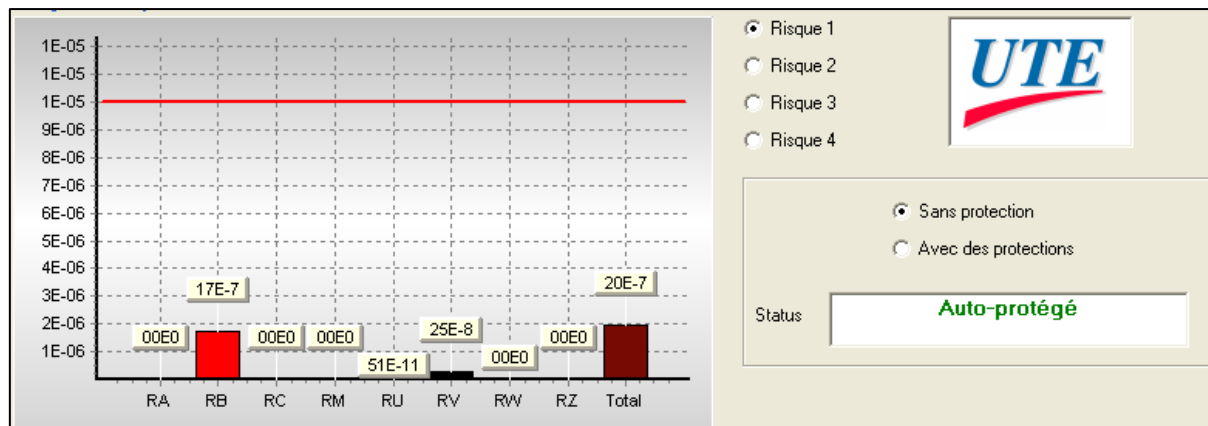 1E-05
1E-05
1E-05
9E-06
8E-06
7E-06
6E-06
5E-06
4E-06
3E-06
2E-06
1E-06
00E0
17E-7
00E0
00E0
51E-11
25E-8
00E0
00E0
20E-7
RA RB RC RM RU RV RW RZ Total
Risque 1
Risque 2
Risque 3
Risque 4
UTE
Sans protection
Avec des protections
Status
Auto-protégé